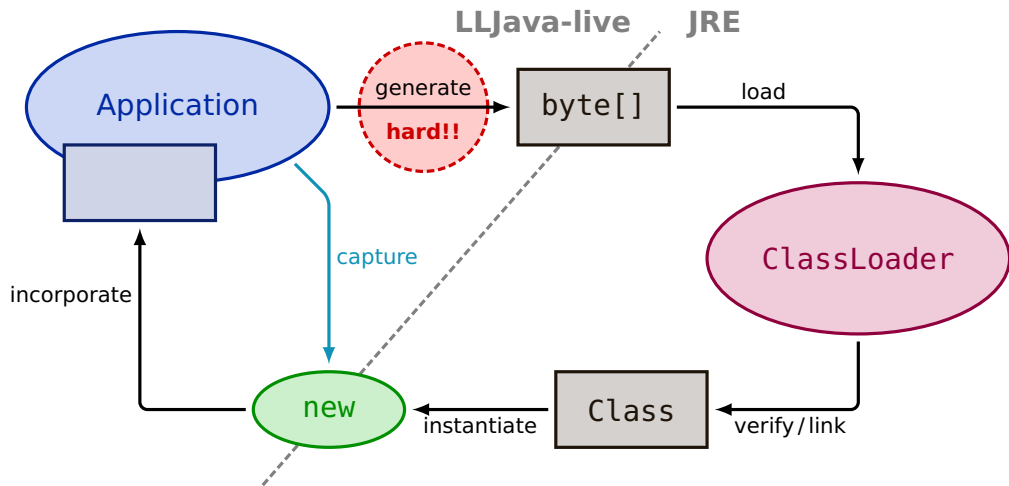 LLJava-live JRE
Application
generate
hard!!
byte[]
load
capture
ClassLoader
incorporate
new
instantiate
Class
verify/link